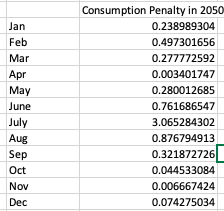 Consumption Penalty in 2050
Jan 0.238989304
Feb 0.497301656
Mar 0.277772592
Apr 0.003401747
May 0.280012685
June 0.761686547
July 3.065284302
Aug 0.876794913
Sep 0.321872726
Oct 0.044533084
Nov 0.006667424
Dec 0.074275034